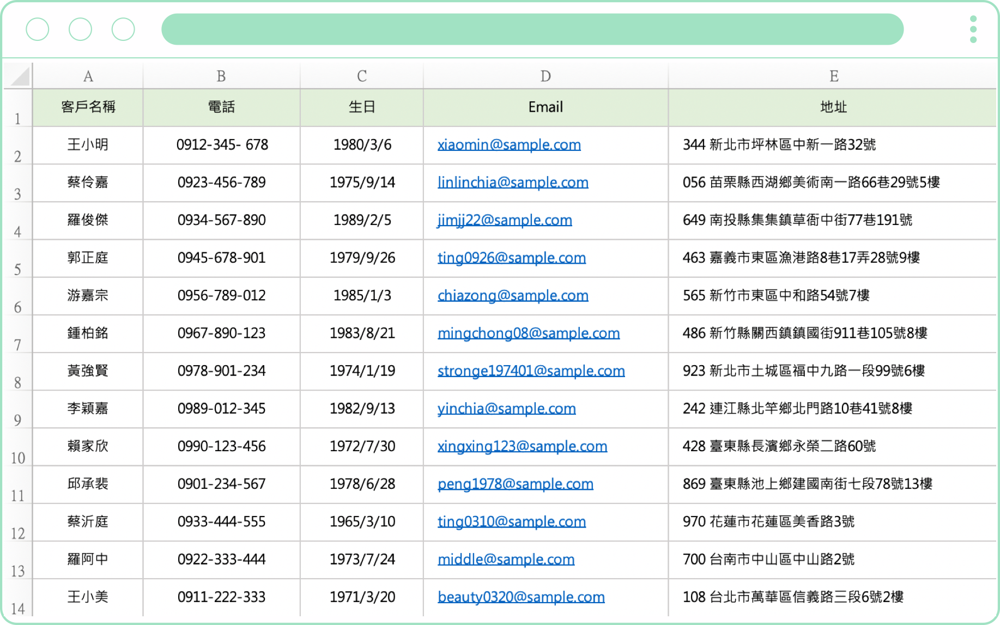 A B C D E
1 客戶名稱 電話 生日 Email 地址
2 王小明 0912-345- 678 1980/3/6 xiaomin@sample.com 344 新北市坪林區中新一路32號
3 蔡伶嘉 0923-456-789 1975/9/14 linlinchia@sample.com 056 苗栗縣西湖鄉美術南一路66巷29號5樓
4 羅俊傑 0934-567-890 1989/2/5 jimjj22@sample.com 649 南投縣集集鎮草衙中街77巷191號
5 郭正庭 0945-678-901 1979/9/26 ting0926@sample.com 463 嘉義市東區漁港路8巷17弄28號9樓
6 游嘉宗 0956-789-012 1985/1/3 chiazong@sample.com 565 新竹市東區中和路54號7樓
7 鍾柏銘 0967-890-123 1983/8/21 mingchong08@sample.com 486 新竹縣關西鎮鎮國街911巷105號8樓
8 黃強賢 0978-901-234 1974/1/19 stronge197401@sample.com 923 新北市土城區福中九路一段99號6樓
9 李穎嘉 0989-012-345 1982/9/13 yinchia@sample.com 242 連江縣北竿鄉北門路10巷41號8樓
10 賴家欣 0990-123-456 1972/7/30 xingxing123@sample.com 428 臺東縣長濱鄉永榮二路60號
11 邱承裴 0901-234-567 1978/6/28 peng1978@sample.com 869 臺東縣池上鄉建國南街七段78號13樓
12 蔡沂庭 0933-444-555 1965/3/10 ting0310@sample.com 970 花蓮市花蓮區美香路3號
13 羅阿中 0922-333-444 1973/7/24 middle@sample.com 700 台南市中山區中山路2號
14 王小美 0911-222-333 1971/3/20 beauty0320@sample.com 108 台北市萬華區信義路三段6號2樓